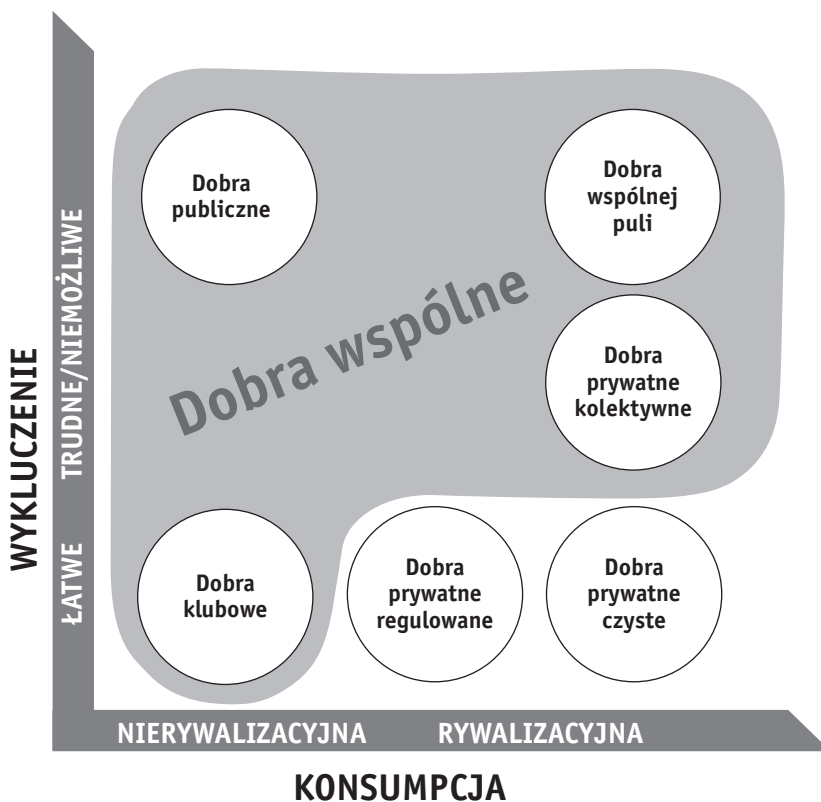 Dobra
publiczne
Dobra
wspólnej
puli
Dobra wspólne
Dobra
prywatne
kolektywne
Dobra
klubowe
Dobra
prywatne
regulowane
Dobra
prywatne
czyste
WYKLUCZENIE
TRUDNE/NIEMOŻLIWE
ŁATWE
NIERYWALIZACYJNA
RYWALIZACYJNA
KONSUMPCJA